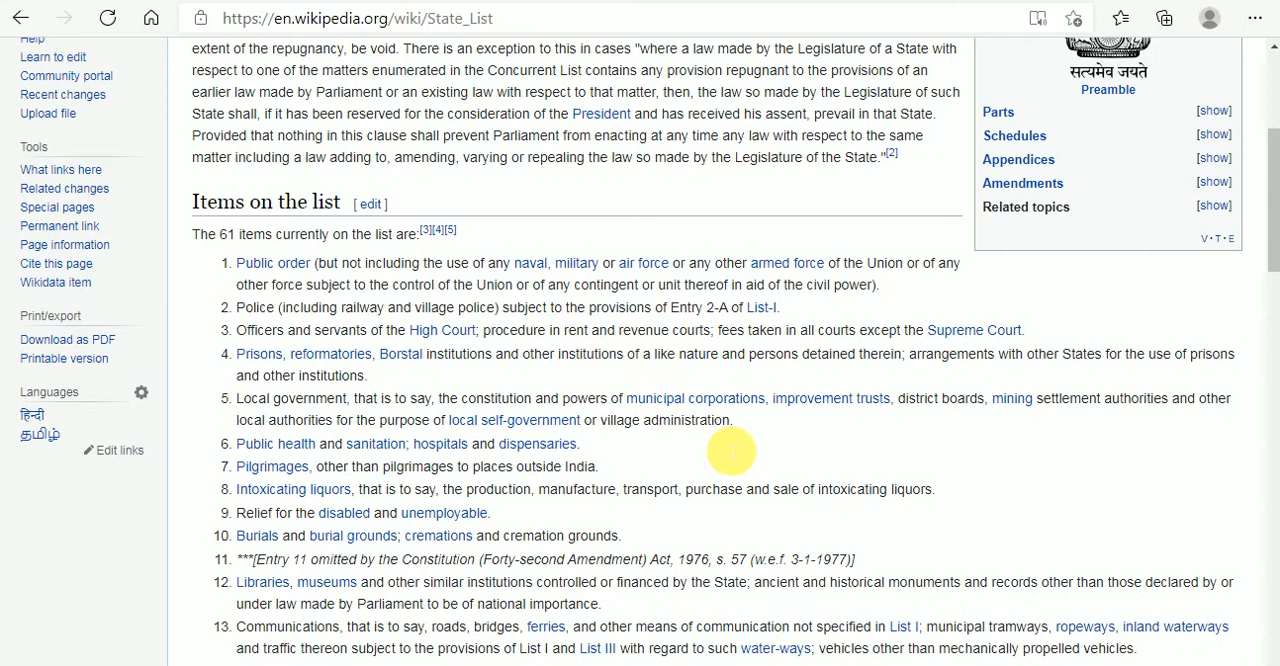 https://en.wikipedia.org/wiki/State_List
Help
Learn to edit
Community portal
Recent changes
Upload file
Tools
What links here
Related changes
Special pages
Permanent link
Page information
Cite this page
Wikidata item
Print/export
Download as PDF
Printable version
Languages
हिन्दी
தமிழ்
Edit links
extent of the repugnancy, be void. There is an exception to this in cases "where a law made by the Legislature of a State with
respect to one of the matters enumerated in the Concurrent List contains any provision repugnant to the provisions of an
earlier law made by Parliament or an existing law with respect to that matter, then, the law so made by the Legislature of such
State shall, if it has been reserved for the consideration of the President and has received his assent, prevail in that State.
Provided that nothing in this clause shall prevent Parliament from enacting at any time any law with respect to the same
matter including a law adding to, amending, varying or repealing the law so made by the Legislature of the State."[2]
Items on the list [ edit ]
The 61 items currently on the list are:[3][4][5]
1. Public order (but not including the use of any naval, military or air force or any other armed force of the Union or of any
other force subject to the control of the Union or of any contingent or unit thereof in aid of the civil power).
2. Police (including railway and village police) subject to the provisions of Entry 2-A of List-I.
3. Officers and servants of the High Court; procedure in rent and revenue courts; fees taken in all courts except the Supreme Court.
4. Prisons, reformatories, Borstal institutions and other institutions of a like nature and persons detained therein; arrangements with other States for the use of prisons
and other institutions.
5. Local government, that is to say, the constitution and powers of municipal corporations, improvement trusts, district boards, mining settlement authorities and other
local authorities for the purpose of local self-government or village administration.
6. Public health and sanitation; hospitals and dispensaries.
7. Pilgrimages, other than pilgrimages to places outside India.
8. Intoxicating liquors, that is to say, the production, manufacture, transport, purchase and sale of intoxicating liquors.
9. Relief for the disabled and unemployable.
10. Burials and burial grounds; cremations and cremation grounds.
11. ***[Entry 11 omitted by the Constitution (Forty-second Amendment) Act, 1976, s. 57 (w.e.f. 3-1-1977)]
12. Libraries, museums and other similar institutions controlled or financed by the State; ancient and historical monuments and records other than those declared by or
under law made by Parliament to be of national importance.
13. Communications, that is to say, roads, bridges, ferries, and other means of communication not specified in List I; municipal tramways, ropeways, inland waterways
and traffic thereon subject to the provisions of List I and List III with regard to such water-ways; vehicles other than mechanically propelled vehicles.
सत्यमेव जयते
Preamble
Parts [show]
Schedules [show]
Appendices [show]
Amendments [show]
Related topics [show]
V·T·E